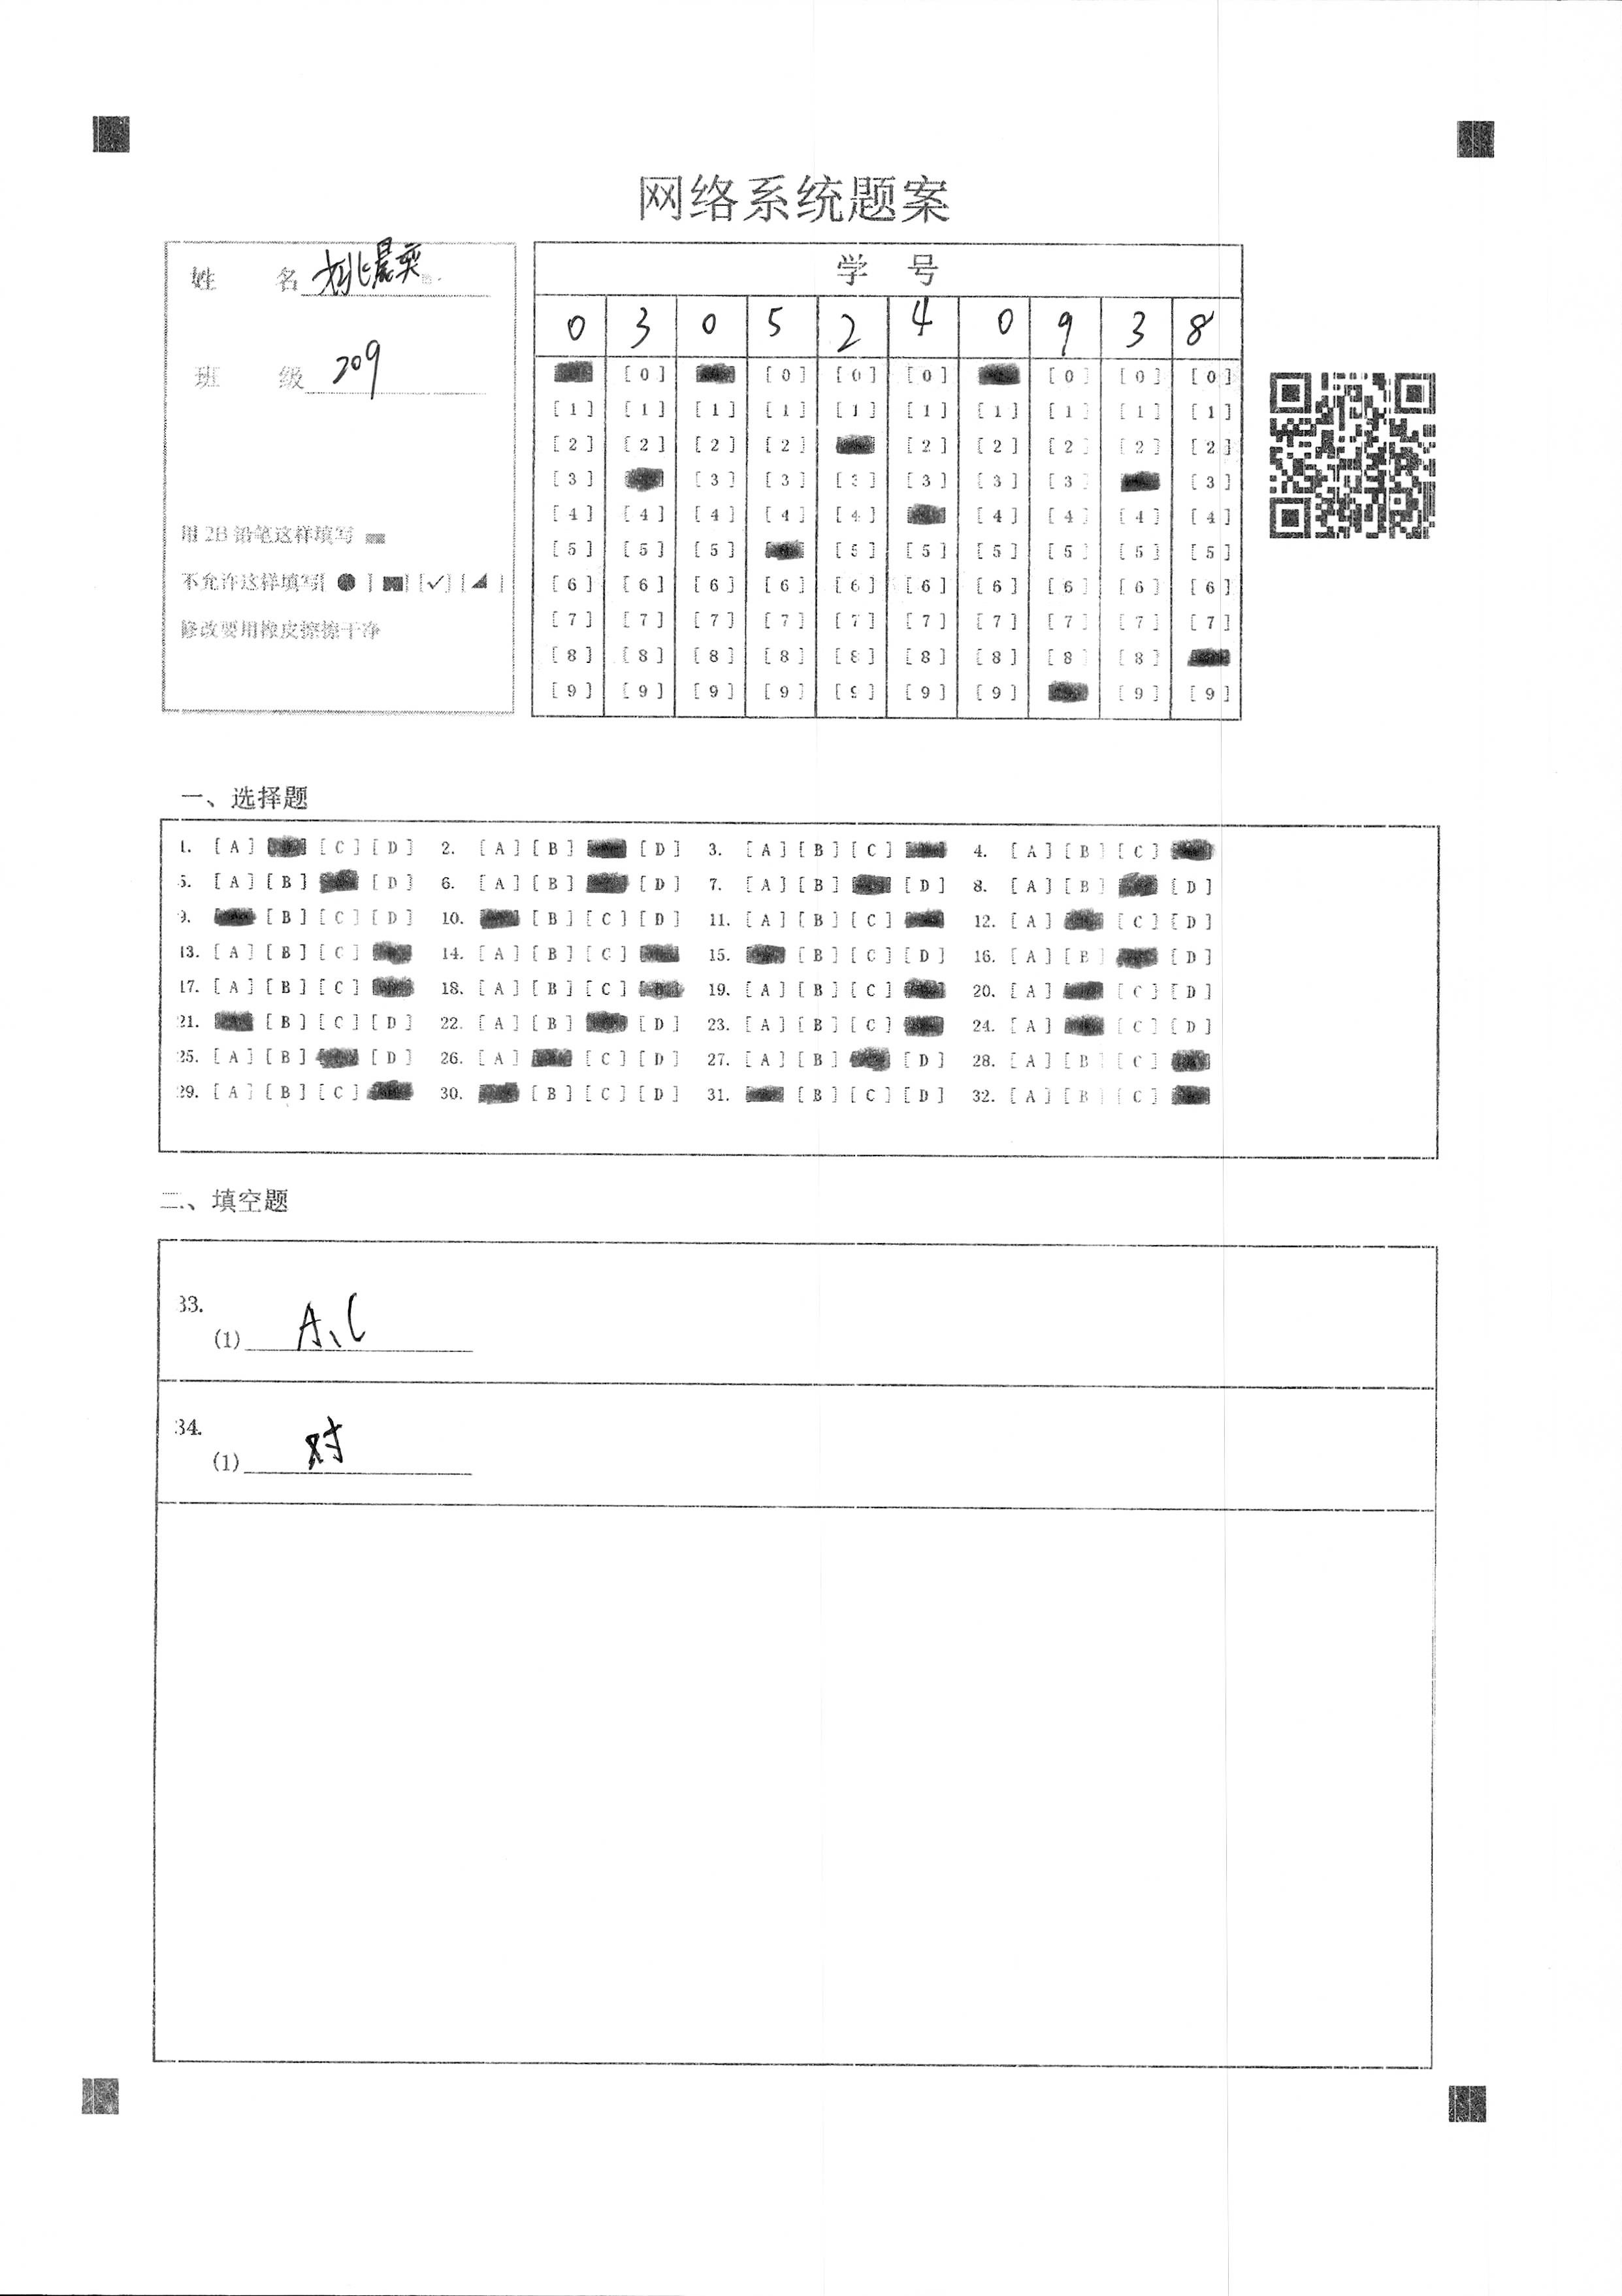 网络系统题案
姓 名
班 级 209
用 2B 铅笔这样填写
不允许这样填写[ ● ] [■] [✓] [◢ ]
修改要用橡皮擦擦干净
学 号
0 3 0 5 2 4 0 9 3 8
[0] [0] [0] [0] [0] [0] [0]
[1] [1] [1] [1] [1] [1] [1] [1] [1] [1]
[2] [2] [2] [2] [2] [2] [2] [2] [2]
[3] [3] [3] [3] [3] [3] [3] [3]
[4] [4] [4] [4] [4] [4] [4] [4] [4]
[5] [5] [5] [5] [5] [5] [5] [5] [5]
[6] [6] [6] [6] [6] [6] [6] [6] [6] [6]
[7] [7] [7] [7] [7] [7] [7] [7] [7] [7]
[8] [8] [8] [8] [8] [8] [8] [8] [8]
[9] [9] [9] [9] [9] [9] [9] [9] [9]
一、选择题
1. [A] [C] [D] 2. [A] [B] [D] 3. [A] [B] [C] 4. [A] [B] [C]
5. [A] [B] [D] 6. [A] [B] [D] 7. [A] [B] [D] 8. [A] [B] [D]
9. [B] [C] [D] 10. [B] [C] [D] 11. [A] [B] [C] 12. [A] [C] [D]
13. [A] [B] [C] 14. [A] [B] [C] 15. [B] [C] [D] 16. [A] [B] [D]
17. [A] [B] [C] 18. [A] [B] [C] 19. [A] [B] [C] 20. [A] [C] [D]
21. [B] [C] [D] 22. [A] [B] [D] 23. [A] [B] [C] 24. [A] [C] [D]
25. [A] [B] [D] 26. [A] [C] [D] 27. [A] [B] [D] 28. [A] [B] [C]
29. [A] [B] [C] 30. [B] [C] [D] 31. [B] [C] [D] 32. [A] [B] [C]
二、填空题
33.
(1) A、C
34.
(1) 对